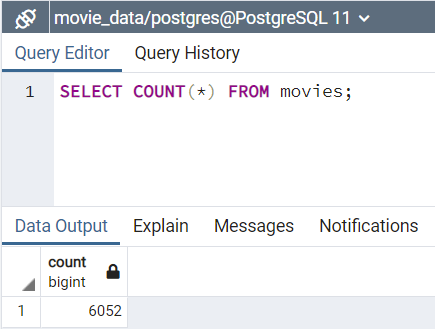 movie_data/postgres@PostgreSQL 11
Query Editor Query History
1 SELECT COUNT(*) FROM movies;
Data Output Explain Messages Notifications
count
bigint
1 6052